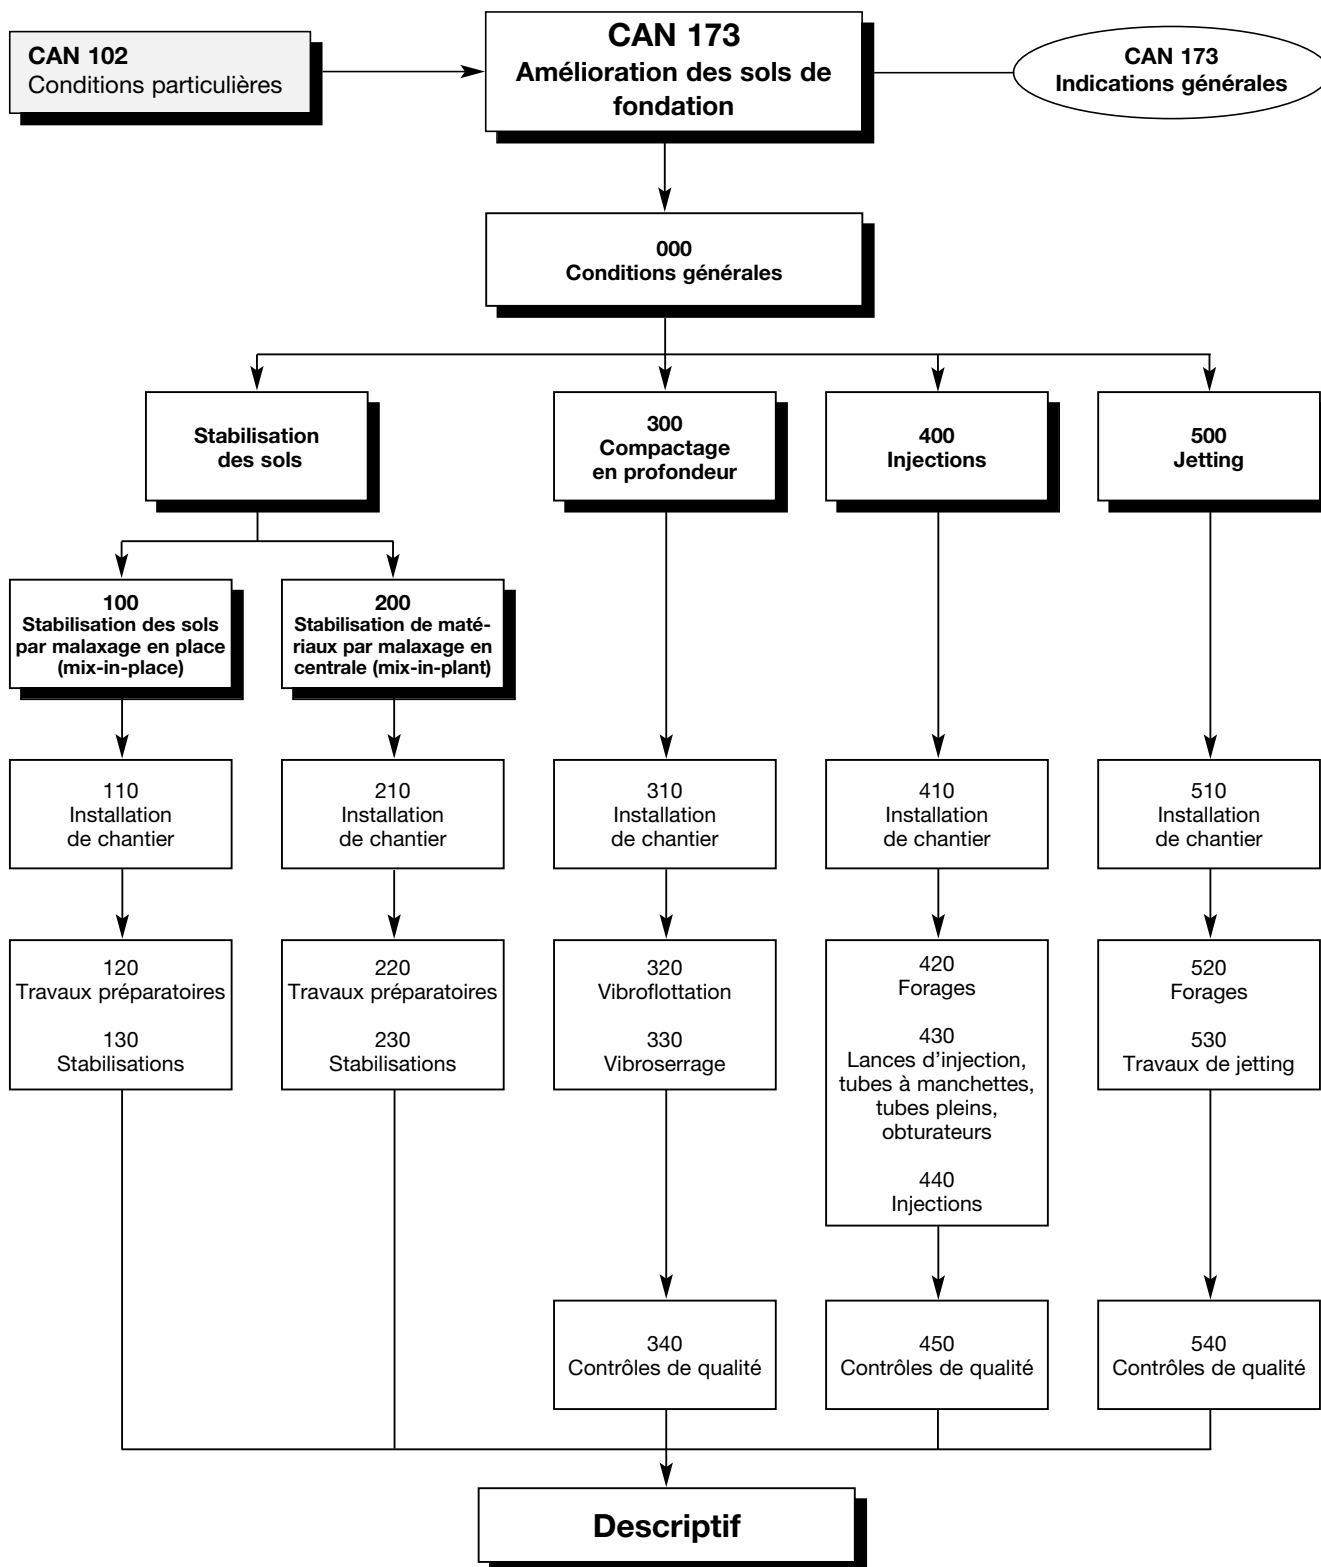 CAN 102
Conditions particulières
CAN 173
Amélioration des sols de
fondation
CAN 173
Indications générales
000
Conditions générales
Stabilisation
des sols
300
Compactage
en profondeur
400
Injections
500
Jetting
100
Stabilisation des sols
par malaxage en place
(mix-in-place)
200
Stabilisation de maté-
riaux par malaxage en
centrale (mix-in-plant)
110
Installation
de chantier
210
Installation
de chantier
310
Installation
de chantier
410
Installation
de chantier
510
Installation
de chantier
120
Travaux préparatoires
130
Stabilisations
220
Travaux préparatoires
230
Stabilisations
320
Vibroflottation
330
Vibroserrage
420
Forages
430
Lances d’injection,
tubes à manchettes,
tubes pleins,
obturateurs
440
Injections
520
Forages
530
Travaux de jetting
340
Contrôles de qualité
450
Contrôles de qualité
540
Contrôles de qualité
Descriptif